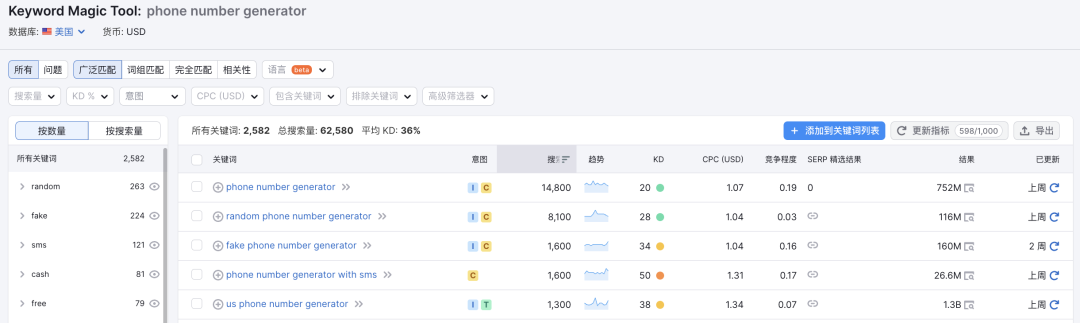 Keyword Magic Tool: phone number generator
数据库: 美国 货币: USD
所有 问题 广泛匹配 词组匹配 完全匹配 相关性 语言 beta
搜索量 KD % 意图 CPC (USD) 包含关键词 排除关键词 高级筛选器
按数量 按搜索量
所有关键词 2,582
random 263
fake 224
sms 121
cash 81
free 79
所有关键词: 2,582 总搜索量: 62,580 平均 KD: 36%
+ 添加到关键词列表 更新指标 598/1,000 导出
关键词 意图 搜 趋势 KD CPC (USD) 竞争程度 SERP 精选结果 结果 已更新
phone number generator I C 14,800 20 1.07 0.19 0 752M 上周
random phone number generator I C 8,100 28 1.04 0.03 116M 上周
fake phone number generator I C 1,600 34 1.04 0.16 160M 2 周
phone number generator with sms C 1,600 50 1.31 0.17 26.6M 上周
us phone number generator I T 1,300 38 1.34 0.07 1.3B 上周